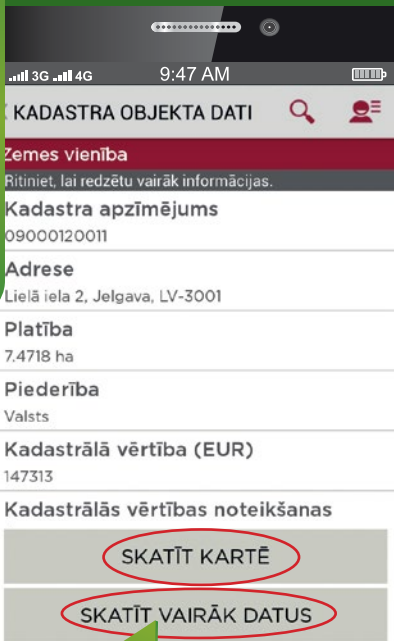 3G 4G 9:47 AM
KADASTRA OBJEKTA DATI
Zemes vienība
Ritiniet, lai redzētu vairāk informācijas.
Kadastra apzīmējums
09000120011
Adrese
Lielā iela 2, Jelgava, LV-3001
Platība
7.4718 ha
Piederība
Valsts
Kadastrālā vērtība (EUR)
147313
Kadastrālās vērtības noteikšanas
SKATĪT KARTĒ
SKATĪT VAIRĀK DATUS